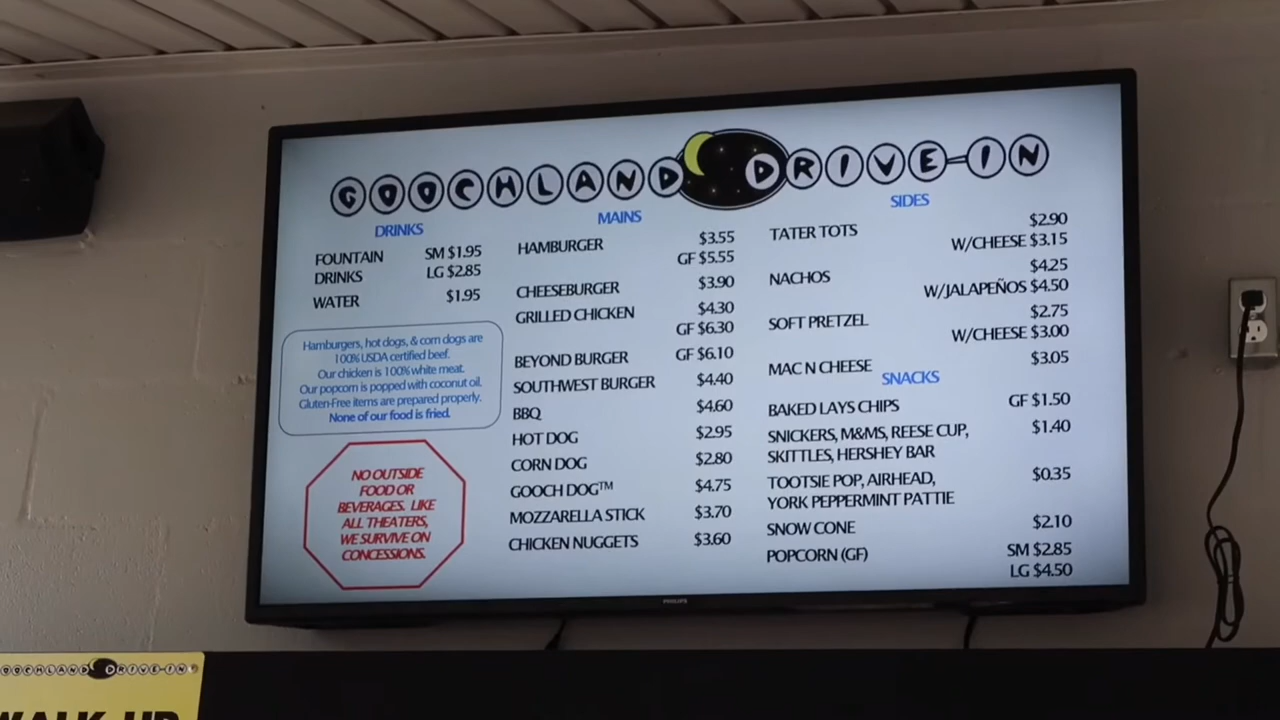 GOOCHLAND DRIVE-IN
DRINKS
FOUNTAIN SM $1.95
DRINKS LG $2.85
WATER $1.95
Hamburgers, hot dogs, & corn dogs are
100% USDA certified beef.
Our chicken is 100% white meat.
Our popcorn is popped with coconut oil.
Gluten-Free items are prepared properly.
None of our food is fried.
NO OUTSIDE
FOOD OR
BEVERAGES. LIKE
ALL THEATERS,
WE SURVIVE ON
CONCESSIONS.
MAINS
HAMBURGER $3.55
GF $5.55
CHEESEBURGER $3.90
GRILLED CHICKEN $4.30
GF $6.30
BEYOND BURGER GF $6.10
SOUTHWEST BURGER $4.40
BBQ $4.60
HOT DOG $2.95
CORN DOG $2.80
GOOCH DOG™ $4.75
MOZZARELLA STICK $3.70
CHICKEN NUGGETS $3.60
SIDES
TATER TOTS $2.90
W/CHEESE $3.15
NACHOS $4.25
W/JALAPEÑOS $4.50
SOFT PRETZEL $2.75
W/CHEESE $3.00
MAC N CHEESE $3.05
SNACKS
BAKED LAYS CHIPS GF $1.50
SNICKERS, M&MS, REESE CUP, $1.40
SKITTLES, HERSHEY BAR
TOOTSIE POP, AIRHEAD, $0.35
YORK PEPPERMINT PATTIE
SNOW CONE $2.10
POPCORN (GF) SM $2.85
LG $4.50
PHILIPS
OOCHLAND DRIVE-IN
WALK-UP